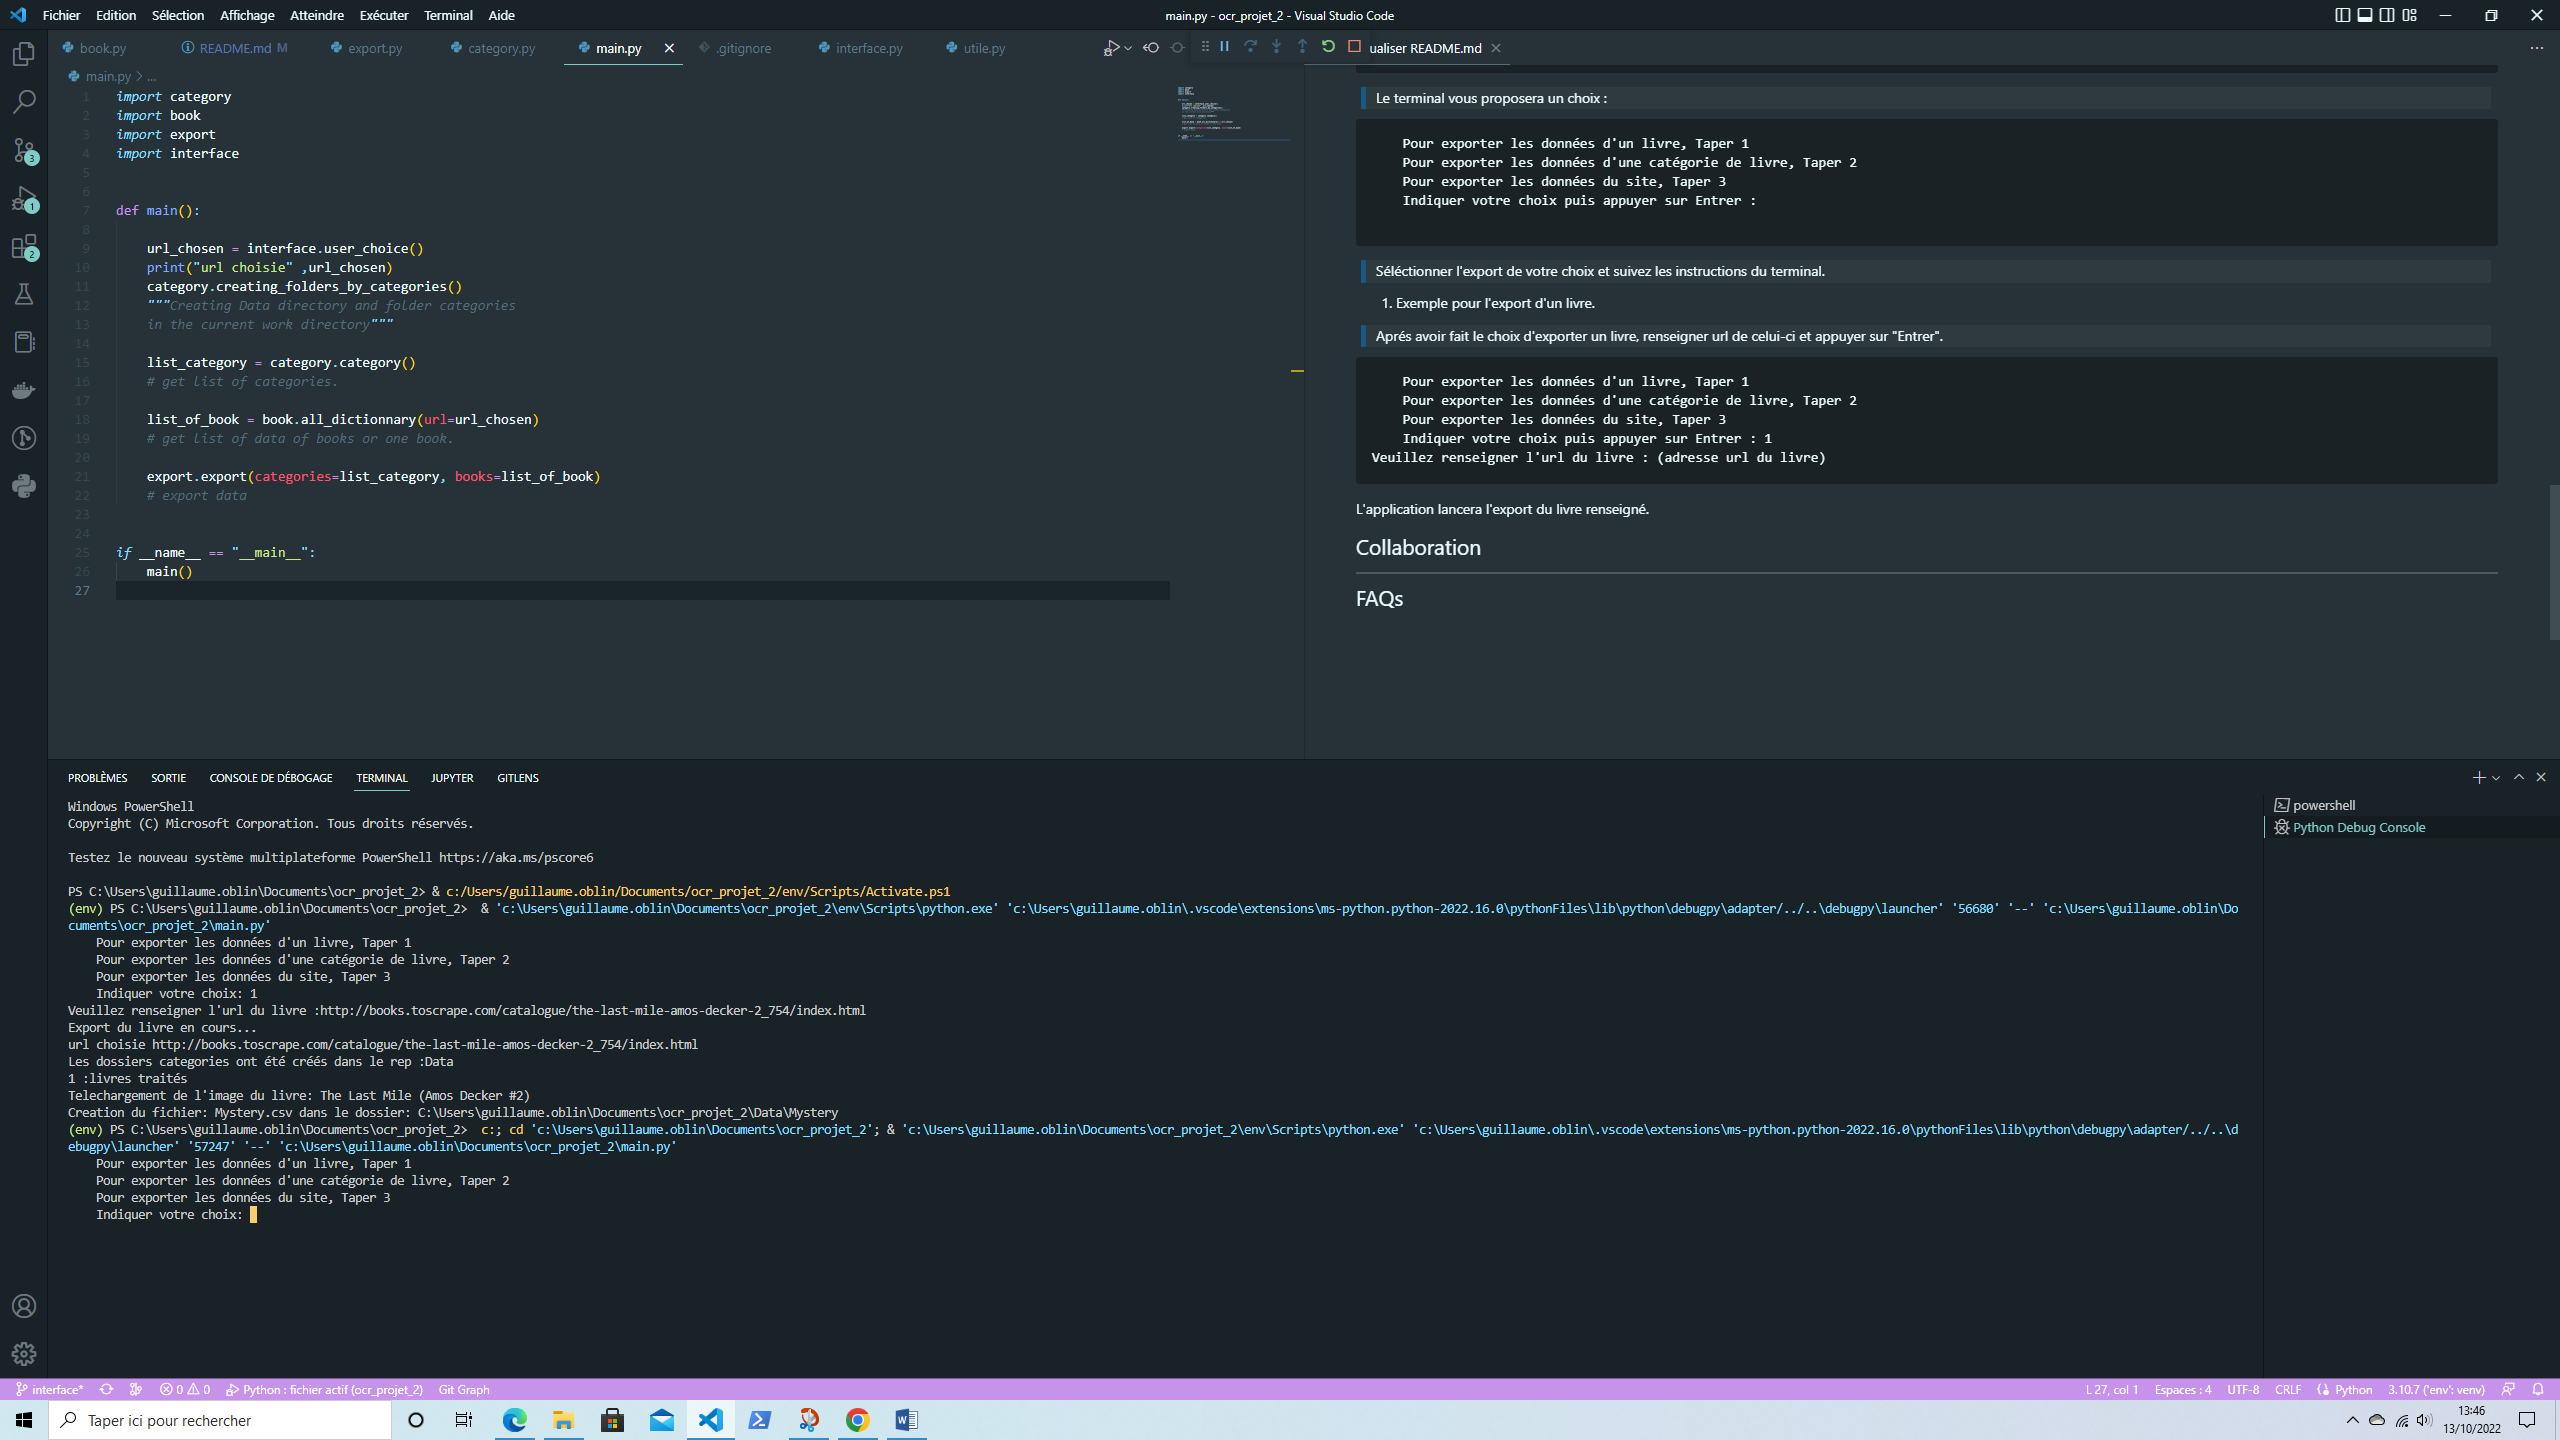 Fichier Edition Sélection Affichage Atteindre Exécuter Terminal Aide
main.py - ocr_projet_2 - Visual Studio Code
book.py README.md M export.py category.py main.py .gitignore interface.py utile.py
ualiser README.md
main.py > ...
1 import category
2 import book
3 import export
4 import interface
5
6
7 def main():
8
9 url_chosen = interface.user_choice()
10 print("url choisie" ,url_chosen)
11 category.creating_folders_by_categories()
12 """Creating Data directory and folder categories
13 in the current work directory"""
14
15 list_category = category.category()
16 # get list of categories.
17
18 list_of_book = book.all_dictionnary(url=url_chosen)
19 # get list of data of books or one book.
20
21 export.export(categories=list_category, books=list_of_book)
22 # export data
23
24
25 if __name__ == "__main__":
26 main()
27
Le terminal vous proposera un choix :
Pour exporter les données d'un livre, Taper 1
Pour exporter les données d'une catégorie de livre, Taper 2
Pour exporter les données du site, Taper 3
Indiquer votre choix puis appuyer sur Entrer :
Séléctionner l'export de votre choix et suivez les instructions du terminal.
1. Exemple pour l'export d'un livre.
Aprés avoir fait le choix d'exporter un livre, renseigner url de celui-ci et appuyer sur "Entrer".
Pour exporter les données d'un livre, Taper 1
Pour exporter les données d'une catégorie de livre, Taper 2
Pour exporter les données du site, Taper 3
Indiquer votre choix puis appuyer sur Entrer : 1
Veuillez renseigner l'url du livre : (adresse url du livre)
L'application lancera l'export du livre renseigné.
Collaboration
FAQs
PROBLÈMES SORTIE CONSOLE DE DÉBOGAGE TERMINAL JUPYTER GITLENS
powershell
Python Debug Console
Windows PowerShell
Copyright (C) Microsoft Corporation. Tous droits réservés.
Testez le nouveau système multiplateforme PowerShell https://aka.ms/pscore6
PS C:\Users\guillaume.oblin\Documents\ocr_projet_2> & c:/Users/guillaume.oblin/Documents/ocr_projet_2/env/Scripts/Activate.ps1
(env) PS C:\Users\guillaume.oblin\Documents\ocr_projet_2>  & 'c:\Users\guillaume.oblin\Documents\ocr_projet_2\env\Scripts\python.exe' 'c:\Users\guillaume.oblin\.vscode\extensions\ms-python.python-2022.16.0\pythonFiles\lib\python\debugpy\adapter/../..\debugpy\launcher' '56680' '--' 'c:\Users\guillaume.oblin\Do
cuments\ocr_projet_2\main.py'
Pour exporter les données d'un livre, Taper 1
Pour exporter les données d'une catégorie de livre, Taper 2
Pour exporter les données du site, Taper 3
Indiquer votre choix: 1
Veuillez renseigner l'url du livre :http://books.toscrape.com/catalogue/the-last-mile-amos-decker-2_754/index.html
Export du livre en cours...
url choisie http://books.toscrape.com/catalogue/the-last-mile-amos-decker-2_754/index.html
Les dossiers categories ont été créés dans le rep :Data
1 :livres traités
Telechargement de l'image du livre: The Last Mile (Amos Decker #2)
Creation du fichier: Mystery.csv dans le dossier: C:\Users\guillaume.oblin\Documents\ocr_projet_2\Data\Mystery
(env) PS C:\Users\guillaume.oblin\Documents\ocr_projet_2>  c:; cd 'c:\Users\guillaume.oblin\Documents\ocr_projet_2'; & 'c:\Users\guillaume.oblin\Documents\ocr_projet_2\env\Scripts\python.exe' 'c:\Users\guillaume.oblin\.vscode\extensions\ms-python.python-2022.16.0\pythonFiles\lib\python\debugpy\adapter/../..\d
ebugpy\launcher' '57247' '--' 'c:\Users\guillaume.oblin\Documents\ocr_projet_2\main.py'
Pour exporter les données d'un livre, Taper 1
Pour exporter les données d'une catégorie de livre, Taper 2
Pour exporter les données du site, Taper 3
Indiquer votre choix:
interface* 0 0 Python : fichier actif (ocr_projet_2) Git Graph
L 27, col 1 Espaces : 4 UTF-8 CRLF Python 3.10.7 ('env': venv)
Taper ici pour rechercher
13:46
13/10/2022
3
1
2